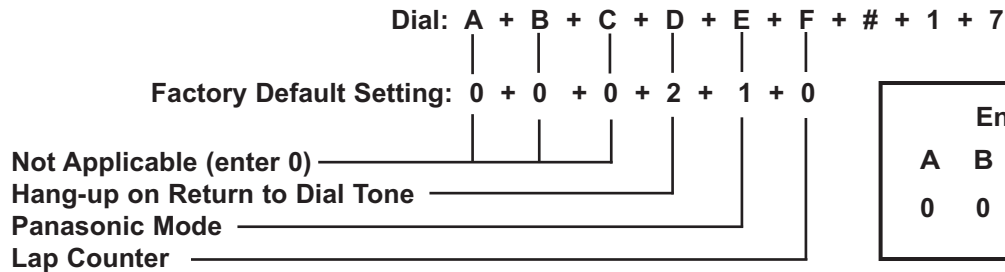 Dial: A + B + C + D + E + F + # + 1 + 7
Factory Default Setting: 0 + 0 + 0 + 2 + 1 + 0
En
A B
0 0
Not Applicable (enter 0)
Hang-up on Return to Dial Tone
Panasonic Mode
Lap Counter